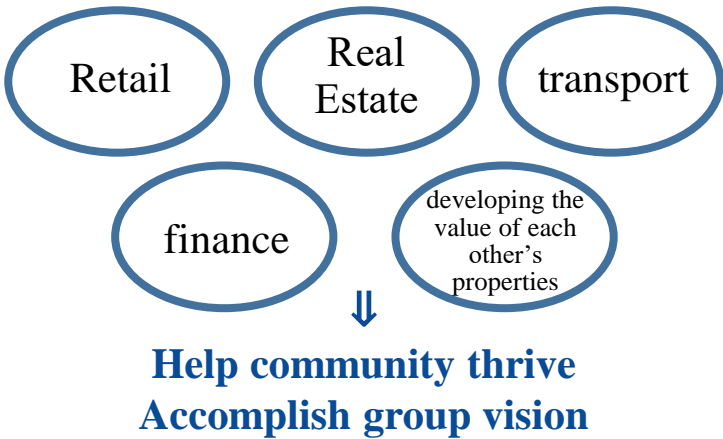 Retail
Real
Estate
transport
finance
developing the
value of each
other’s
properties
⇓
Help community thrive
Accomplish group vision